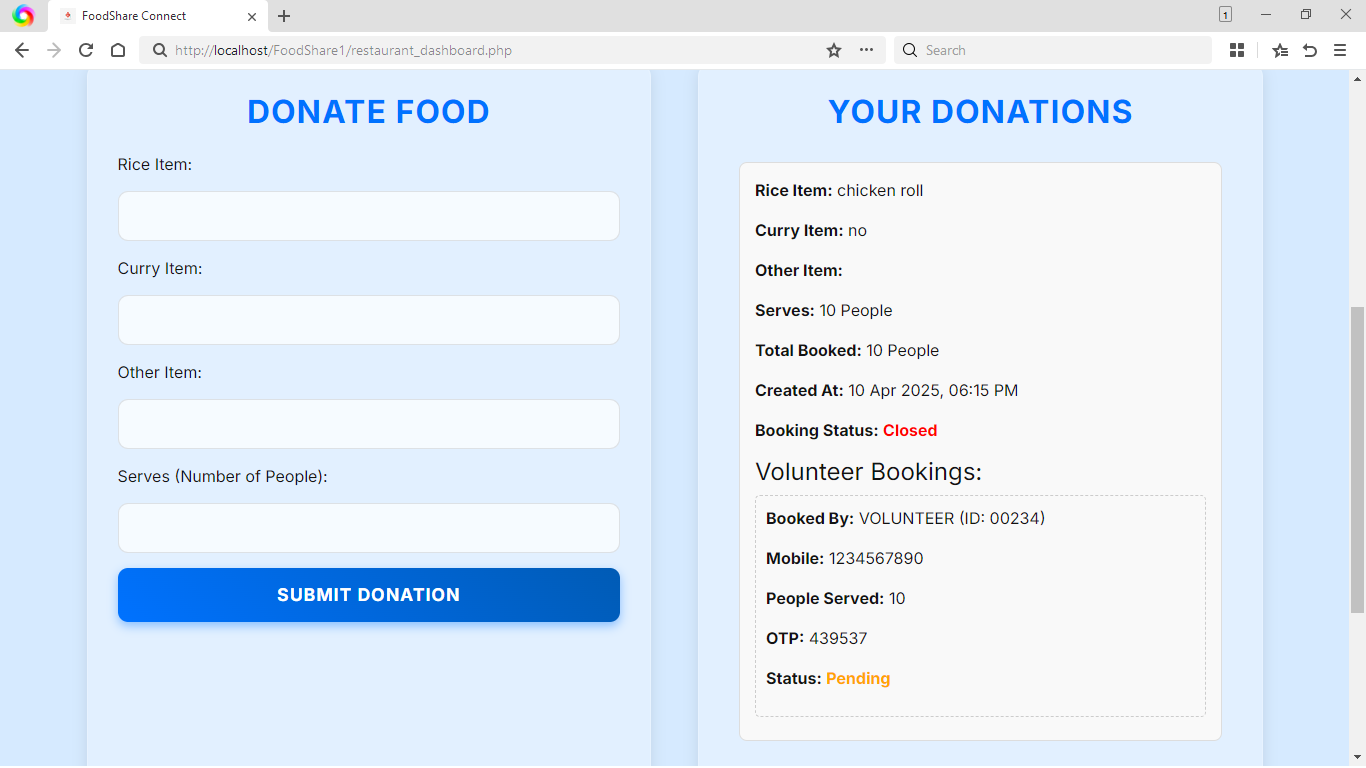 FoodShare Connect
1
http://localhost/FoodShare1/restaurant_dashboard.php
Search
DONATE FOOD
Rice Item:
Curry Item:
Other Item:
Serves (Number of People):
SUBMIT DONATION
YOUR DONATIONS
Rice Item: chicken roll
Curry Item: no
Other Item:
Serves: 10 People
Total Booked: 10 People
Created At: 10 Apr 2025, 06:15 PM
Booking Status: Closed
Volunteer Bookings:
Booked By: VOLUNTEER (ID: 00234)
Mobile: 1234567890
People Served: 10
OTP: 439537
Status: Pending